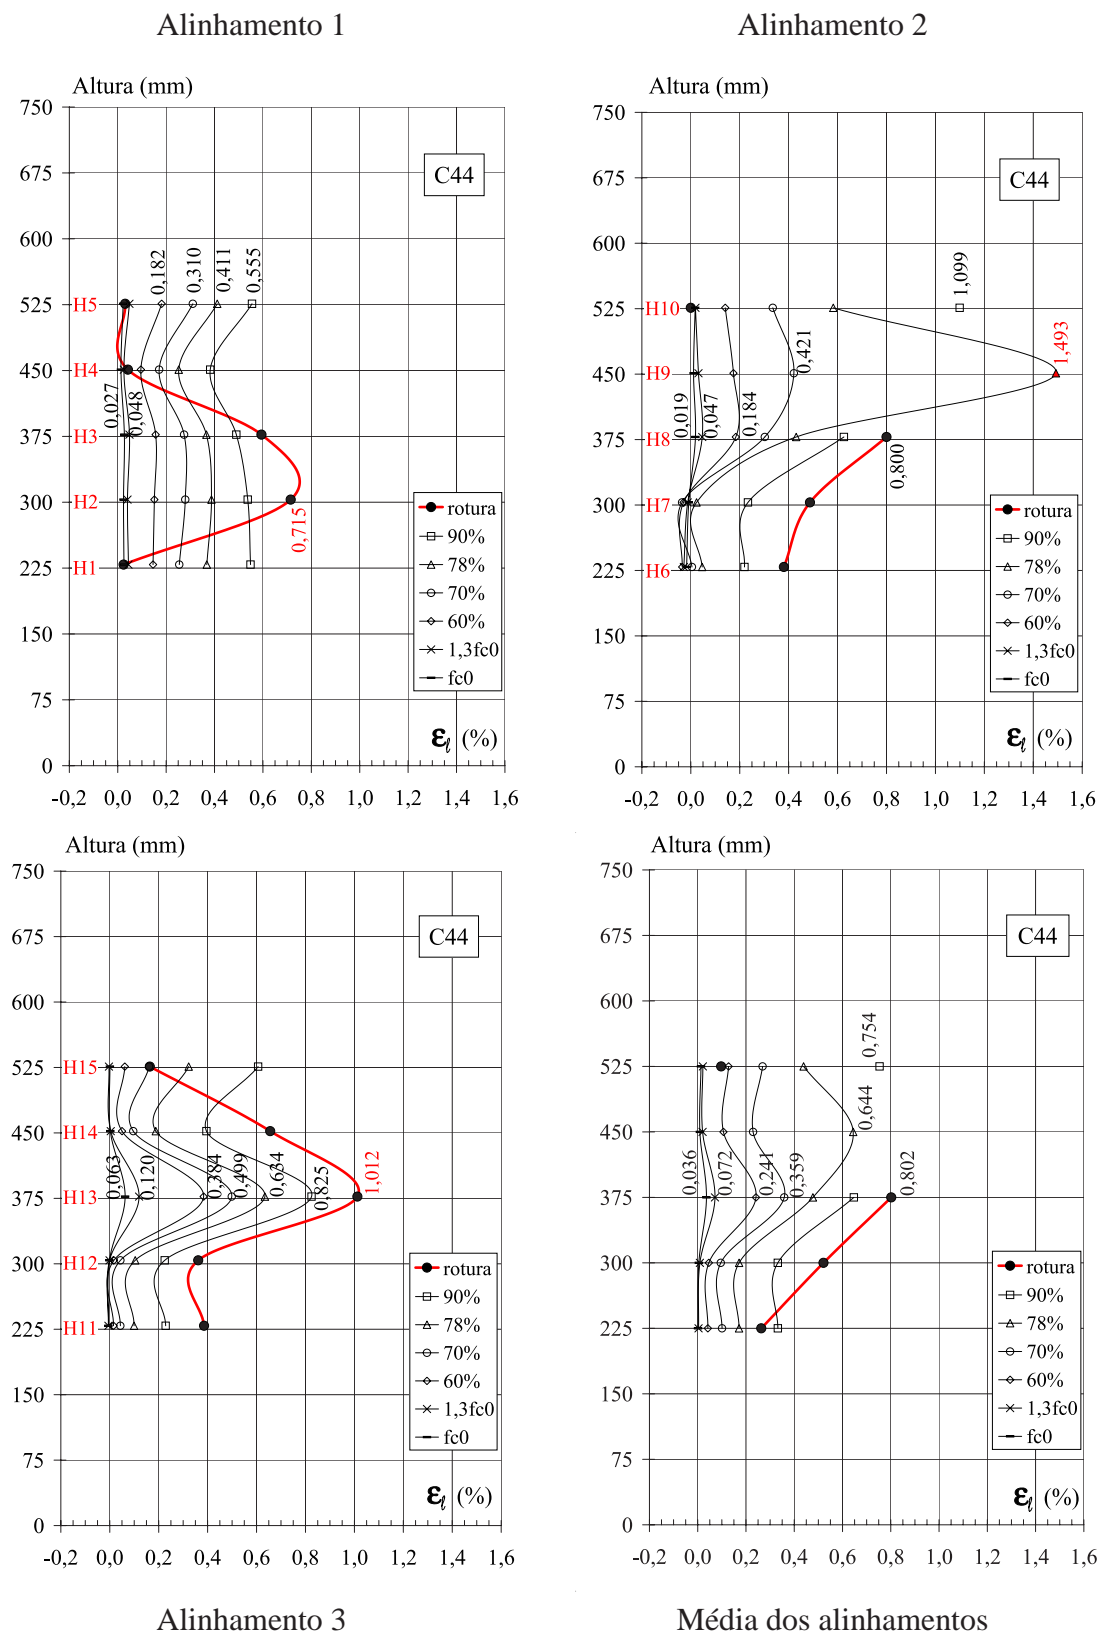 Alinhamento 1
Altura (mm)
750
675
600
525
450
375
300
225
150
75
0
C44
0,182
0,310
0,411
0,555
H5
H4
0,027
0,048
H3
H2
0,715
H1
rotura
90%
78%
70%
60%
1,3fc0
fc0
εℓ (%)
-0,2 0,0 0,2 0,4 0,6 0,8 1,0 1,2 1,4 1,6
Alinhamento 2
Altura (mm)
750
675
600
525
450
375
300
225
150
75
0
C44
1,099
H10
1,493
0,421
H9
0,019
0,047
0,184
H8
0,800
H7
H6
rotura
90%
78%
70%
60%
1,3fc0
fc0
εℓ (%)
-0,2 0,0 0,2 0,4 0,6 0,8 1,0 1,2 1,4 1,6
Altura (mm)
750
675
600
525
450
375
300
225
150
75
0
C44
H15
H14
0,063
0,120
0,384
0,499
0,634
0,825
1,012
H13
H12
H11
rotura
90%
78%
70%
60%
1,3fc0
fc0
εℓ (%)
-0,2 0,0 0,2 0,4 0,6 0,8 1,0 1,2 1,4 1,6
Alinhamento 3
Altura (mm)
750
675
600
525
450
375
300
225
150
75
0
C44
0,754
0,644
0,036
0,072
0,241
0,359
0,802
rotura
90%
78%
70%
60%
1,3fc0
fc0
εℓ (%)
-0,2 0,0 0,2 0,4 0,6 0,8 1,0 1,2 1,4 1,6
Média dos alinhamentos